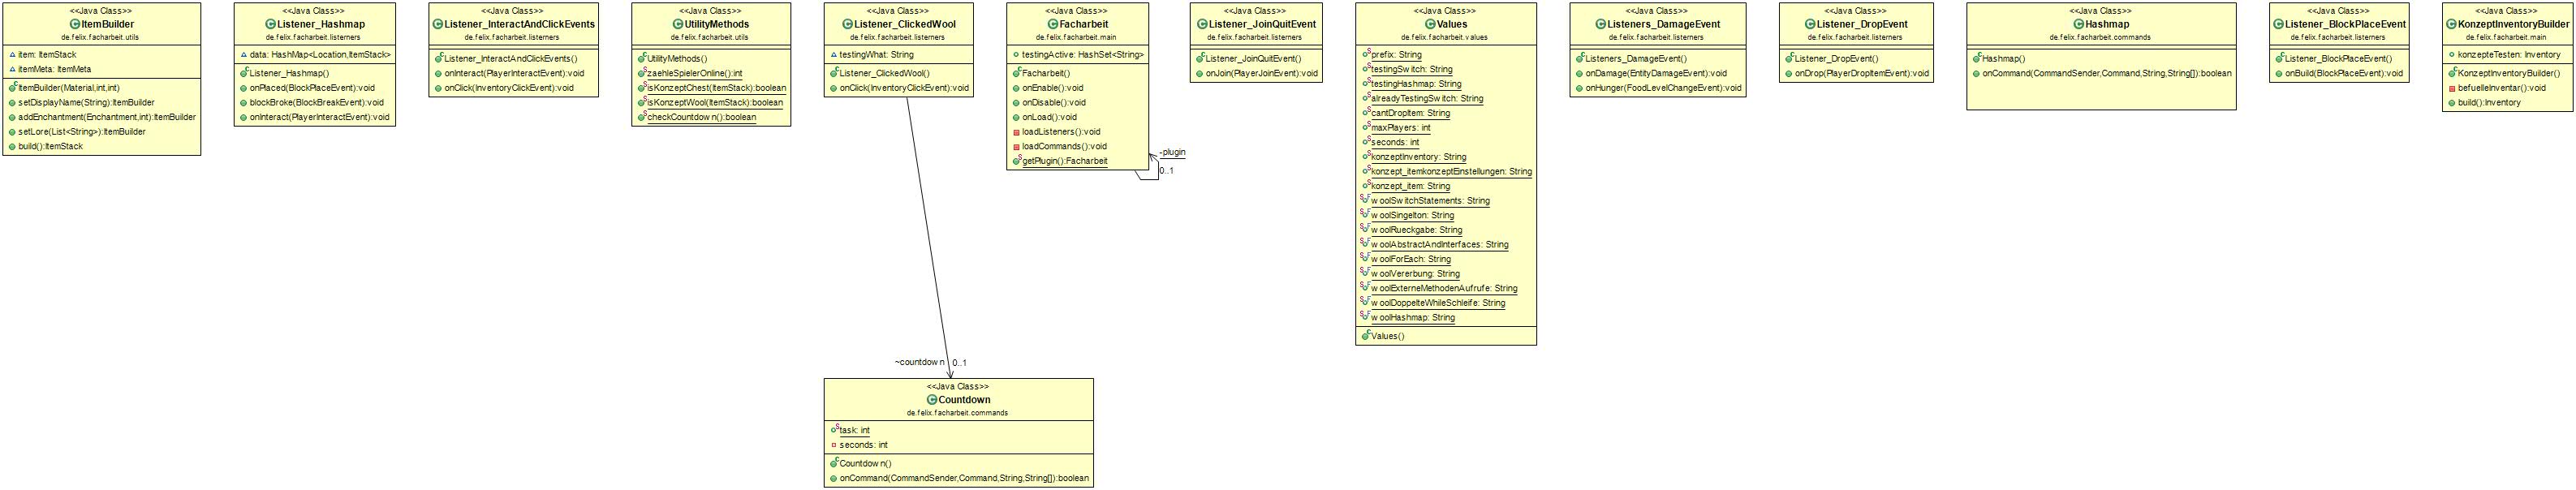 <<Java Class>>
ItemBuilder
de.felix.facharbeit.utils
item: ItemStack
itemMeta: ItemMeta
ItemBuilder(Material,int,int)
setDisplayName(String):ItemBuilder
addEnchantment(Enchantment,int):ItemBuilder
setLore(List<String>):ItemBuilder
build():ItemStack
<<Java Class>>
Listener_Hashmap
de.felix.facharbeit.listerners
data: HashMap<Location,ItemStack>
Listener_Hashmap()
onPlaced(BlockPlaceEvent):void
blockBroke(BlockBreakEvent):void
onInteract(PlayerInteractEvent):void
<<Java Class>>
Listener_InteractAndClickEvents
de.felix.facharbeit.listerners
Listener_InteractAndClickEvents()
onInteract(PlayerInteractEvent):void
onClick(InventoryClickEvent):void
<<Java Class>>
UtilityMethods
de.felix.facharbeit.utils
UtilityMethods()
zaehleSpielerOnline():int
isKonzeptChest(ItemStack):boolean
isKonzeptWool(ItemStack):boolean
checkCountdown():boolean
<<Java Class>>
Listener_ClickedWool
de.felix.facharbeit.listerners
testingWhat: String
Listener_ClickedWool()
onClick(InventoryClickEvent):void
<<Java Class>>
Facharbeit
de.felix.facharbeit.main
testingActive: HashSet<String>
Facharbeit()
onEnable():void
onDisable():void
onLoad():void
loadListeners():void
loadCommands():void
getPlugin():Facharbeit
-plugin
0..1
<<Java Class>>
Listener_JoinQuitEvent
de.felix.facharbeit.listerners
Listener_JoinQuitEvent()
onJoin(PlayerJoinEvent):void
<<Java Class>>
Values
de.felix.facharbeit.values
prefix: String
testingSwitch: String
testingHashmap: String
alreadyTestingSwitch: String
cantDropItem: String
maxPlayers: int
seconds: int
konzeptInventory: String
konzept_itemkonzeptEinstellungen: String
konzept_item: String
woolSwitchStatements: String
woolSingelton: String
woolRueckgabe: String
woolAbstractAndInterfaces: String
woolForEach: String
woolVererbung: String
woolExterneMethodenAufrufe: String
woolDoppelteWhileSchleife: String
woolHashmap: String
Values()
<<Java Class>>
Listeners_DamageEvent
de.felix.facharbeit.listerners
Listeners_DamageEvent()
onDamage(EntityDamageEvent):void
onHunger(FoodLevelChangeEvent):void
<<Java Class>>
Listener_DropEvent
de.felix.facharbeit.listerners
Listener_DropEvent()
onDrop(PlayerDropItemEvent):void
<<Java Class>>
Hashmap
de.felix.facharbeit.commands
Hashmap()
onCommand(CommandSender,Command,String,String[]):boolean
<<Java Class>>
Listener_BlockPlaceEvent
de.felix.facharbeit.listerners
Listener_BlockPlaceEvent()
onBuild(BlockPlaceEvent):void
<<Java Class>>
KonzeptInventoryBuilder
de.felix.facharbeit.main
konzepteTesten: Inventory
KonzeptInventoryBuilder()
befuelleInventar():void
build():Inventory
~countdown
0..1
<<Java Class>>
Countdown
de.felix.facharbeit.commands
task: int
seconds: int
Countdown()
onCommand(CommandSender,Command,String,String[]):boolean